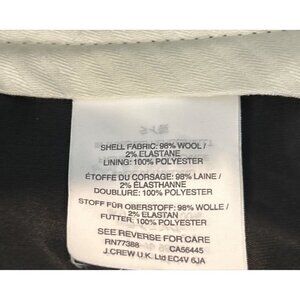 SHELL FABRIC: 98% WOOL /
2% ELASTANE
LINING: 100% POLYESTER
ÉTOFFE DU CORSAGE: 98% LAINE /
2% ÉLASTHANNE
DOUBLURE: 100% POLYESTER
STOFF FÜR OBERSTOFF: 98% WOLLE /
2% ELASTAN
FUTTER: 100% POLYESTER
SEE REVERSE FOR CARE
RN77388 CA56445
J.CREW U.K. Ltd EC4V 6JA